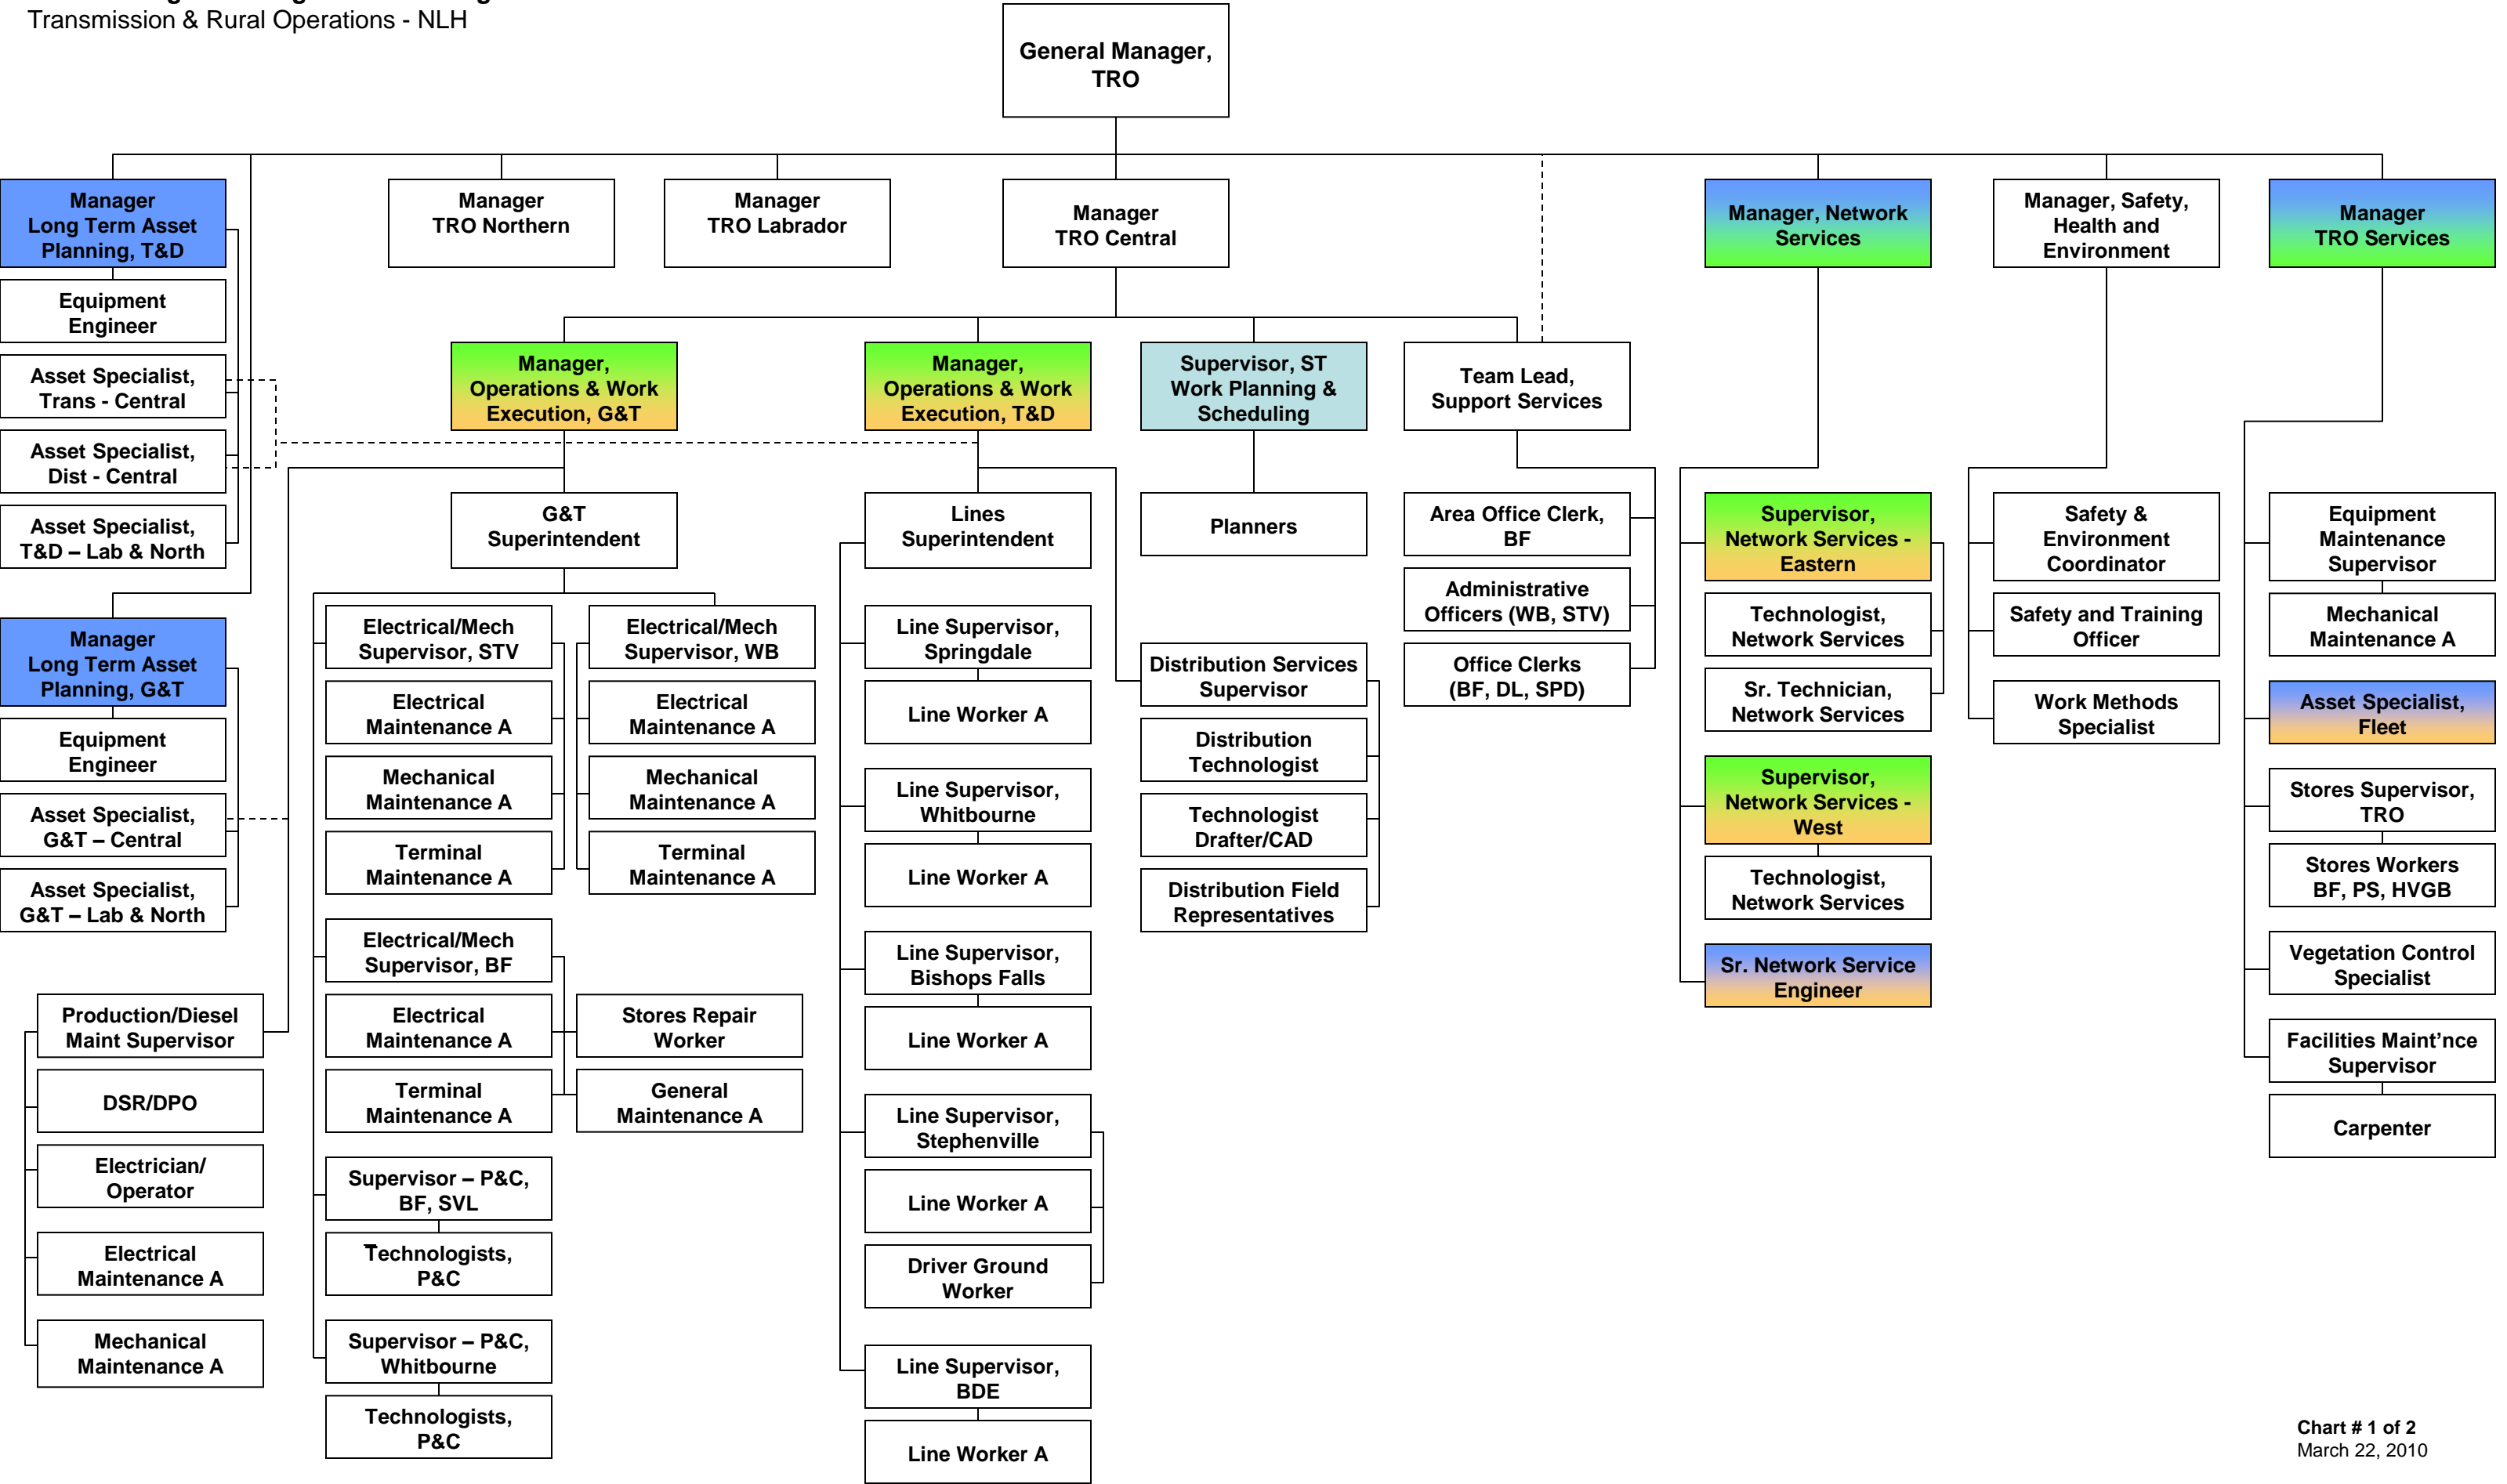 Transmission & Rural Operations - NLH
General Manager,
TRO
Manager
Long Term Asset
Planning, T&D
Manager
TRO Northern
Manager
TRO Labrador
Manager
TRO Central
Manager, Network
Services
Manager, Safety,
Health and
Environment
Manager
TRO Services
Equipment
Engineer
Asset Specialist,
Trans - Central
Asset Specialist,
Dist - Central
Asset Specialist,
T&D – Lab & North
Manager
Long Term Asset
Planning, G&T
Equipment
Engineer
Asset Specialist,
G&T – Central
Asset Specialist,
G&T – Lab & North
Production/Diesel
Maint Supervisor
DSR/DPO
Electrician/
Operator
Electrical
Maintenance A
Mechanical
Maintenance A
Manager,
Operations & Work
Execution, G&T
G&T
Superintendent
Electrical/Mech
Supervisor, STV
Electrical
Maintenance A
Mechanical
Maintenance A
Terminal
Maintenance A
Electrical/Mech
Supervisor, WB
Electrical
Maintenance A
Mechanical
Maintenance A
Terminal
Maintenance A
Electrical/Mech
Supervisor, BF
Electrical
Maintenance A
Terminal
Maintenance A
Stores Repair
Worker
General
Maintenance A
Supervisor – P&C,
BF, SVL
Technologists,
P&C
Supervisor – P&C,
Whitbourne
Technologists,
P&C
Manager,
Operations & Work
Execution, T&D
Lines
Superintendent
Line Supervisor,
Springdale
Line Worker A
Line Supervisor,
Whitbourne
Line Worker A
Line Supervisor,
Bishops Falls
Line Worker A
Line Supervisor,
Stephenville
Line Worker A
Driver Ground
Worker
Line Supervisor,
BDE
Line Worker A
Supervisor, ST
Work Planning &
Scheduling
Planners
Distribution Services
Supervisor
Distribution
Technologist
Technologist
Drafter/CAD
Distribution Field
Representatives
Team Lead,
Support Services
Area Office Clerk,
BF
Administrative
Officers (WB, STV)
Office Clerks
(BF, DL, SPD)
Supervisor,
Network Services -
Eastern
Technologist,
Network Services
Sr. Technician,
Network Services
Supervisor,
Network Services -
West
Technologist,
Network Services
Sr. Network Service
Engineer
Safety &
Environment
Coordinator
Safety and Training
Officer
Work Methods
Specialist
Equipment
Maintenance
Supervisor
Mechanical
Maintenance A
Asset Specialist,
Fleet
Stores Supervisor,
TRO
Stores Workers
BF, PS, HVGB
Vegetation Control
Specialist
Facilities Maint’nce
Supervisor
Carpenter
Chart # 1 of 2
March 22, 2010